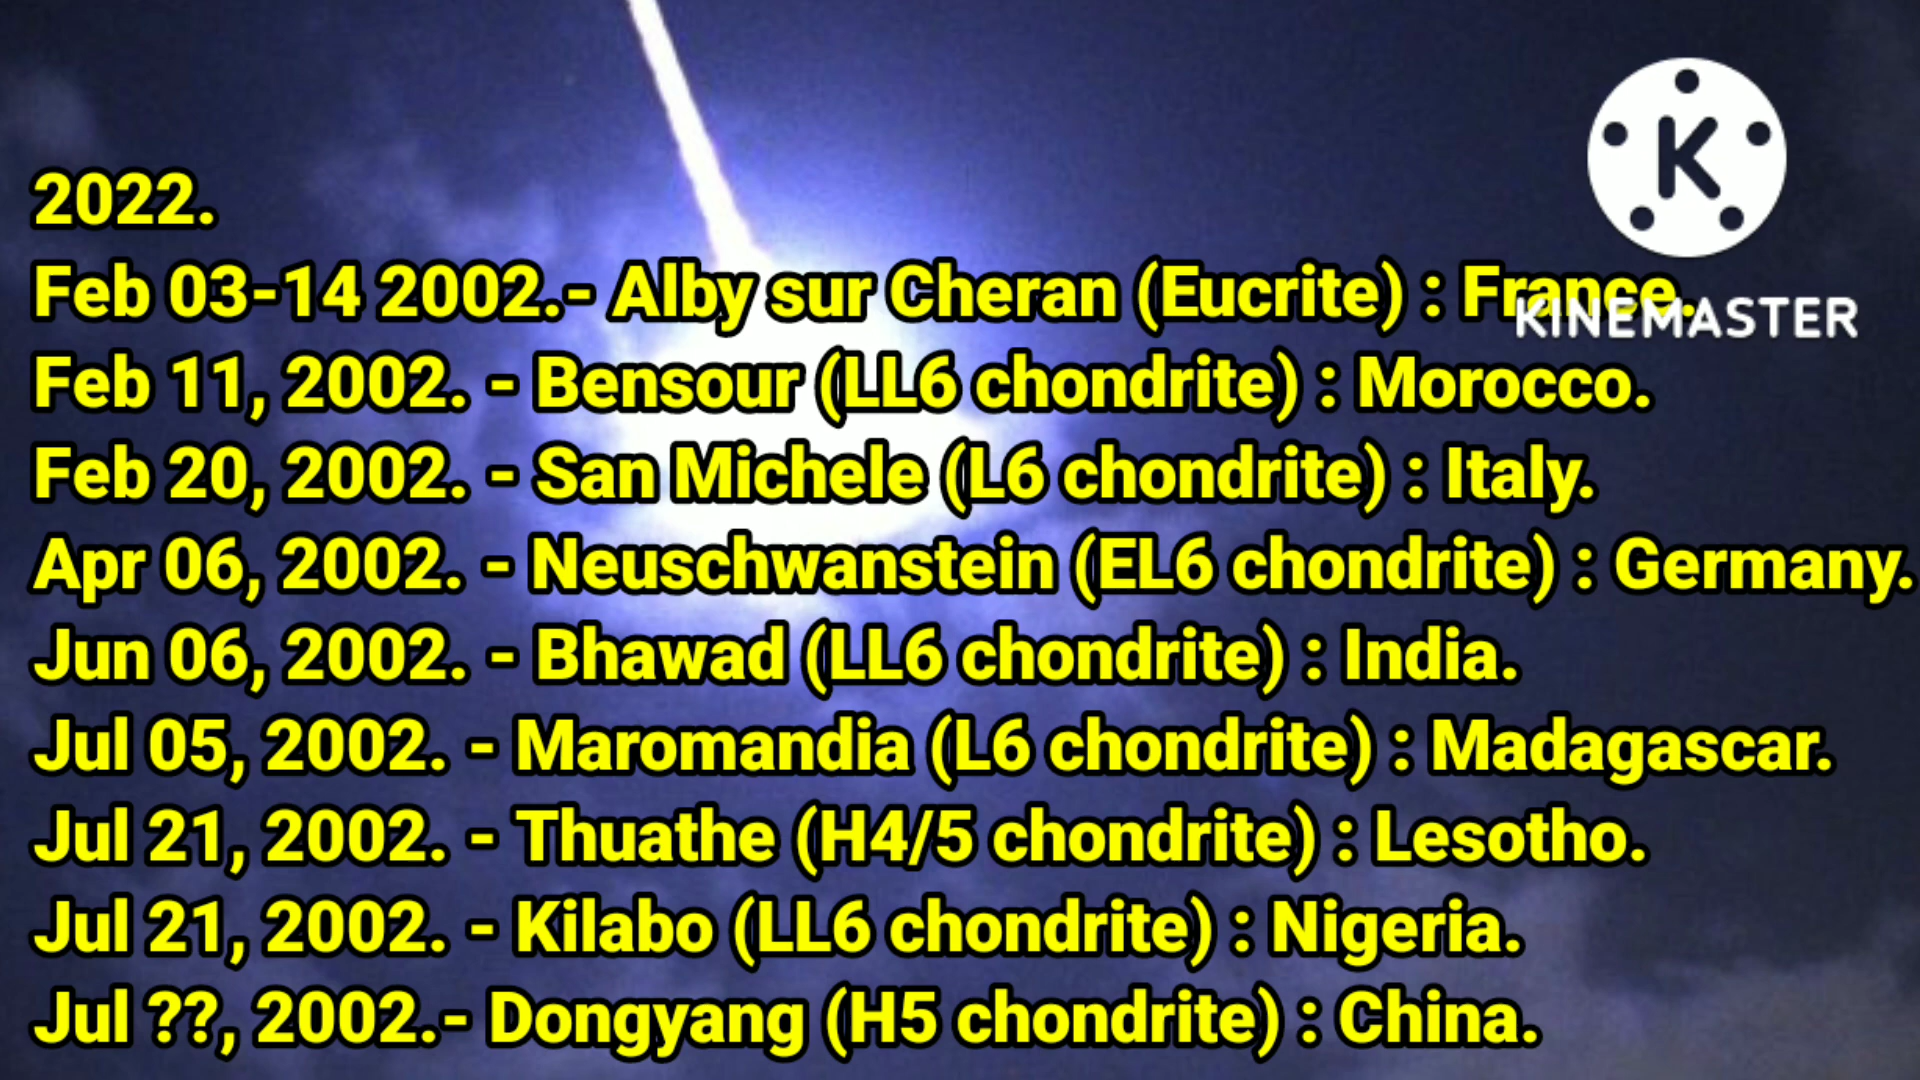 2022.
Feb 03-14 2002.- Alby sur Cheran (Eucrite) : France.
KINEMASTER
Feb 11, 2002. - Bensour (LL6 chondrite) : Morocco.
Feb 20, 2002. - San Michele (L6 chondrite) : Italy.
Apr 06, 2002. - Neuschwanstein (EL6 chondrite) : Germany.
Jun 06, 2002. - Bhawad (LL6 chondrite) : India.
Jul 05, 2002. - Maromandia (L6 chondrite) : Madagascar.
Jul 21, 2002. - Thuathe (H4/5 chondrite) : Lesotho.
Jul 21, 2002. - Kilabo (LL6 chondrite) : Nigeria.
Jul ??, 2002.- Dongyang (H5 chondrite) : China.